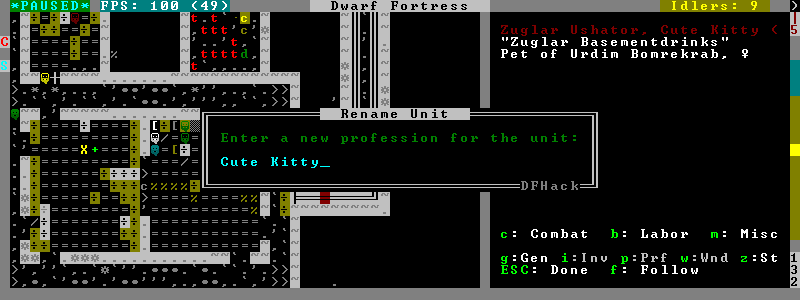 *PAUSED* FPS: 100 (49) Dwarf Fortress Idlers: 9
Zuglar Ushator, Cute Kitty <
"Zuglar Basementdrinks"
Pet of Urdim Bomrekrab, ♀
Rename Unit
Enter a new profession for the unit:
Cute Kitty_
DFHack
c: Combat b: Labor m: Misc
g:Gen i:Inv p:Prf w:Wnd z:St
ESC: Done f: Follow